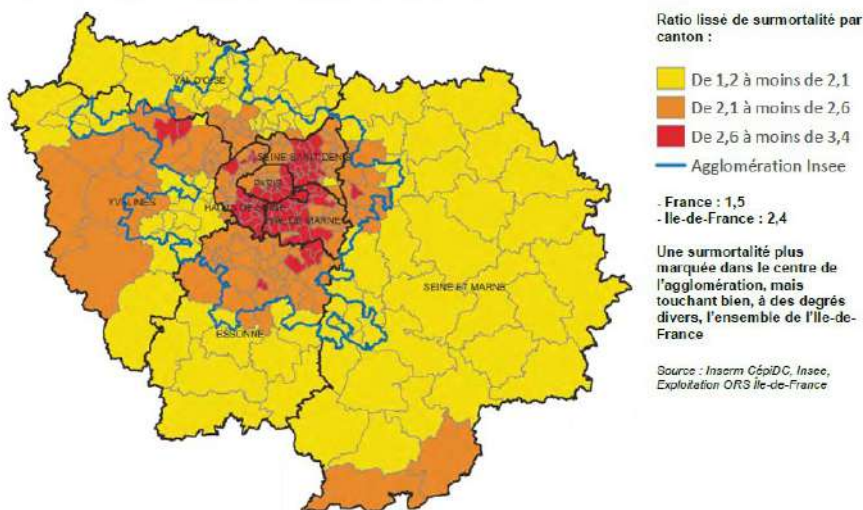 Ratio lissé de surmortalité par
canton :
De 1,2 à moins de 2,1
De 2,1 à moins de 2,6
De 2,6 à moins de 3,4
Agglomération Insee
- France : 1,5
- Ile-de-France : 2,4
Une surmortalité plus
marquée dans le centre de
l'agglomération, mais
touchant bien, à des degrés
divers, l'ensemble de l'Ile-de-
France
Source : Inserm CépiDC, Insee,
Exploitation ORS Île-de-France
VAL D'OISE
SEINE SAINT DENIS
PARIS
YVELINES
HAUTS DE SEINE
VAL DE MARNE
SEINE ET MARNE
ESSONNE